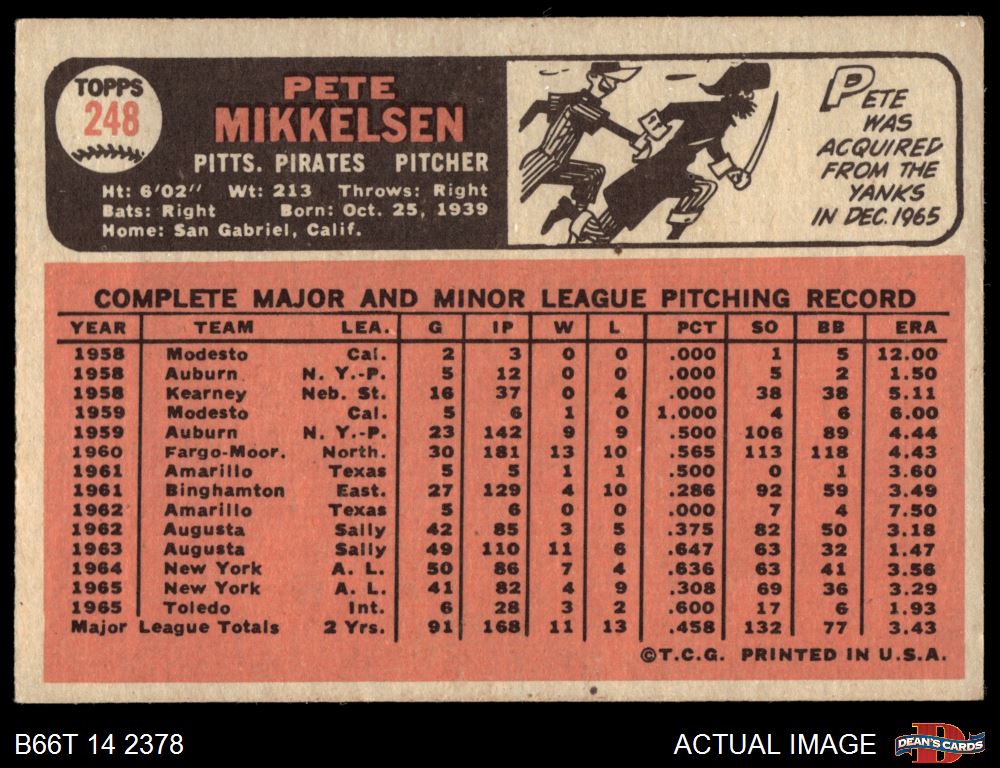 TOPPS
248
PETE
MIKKELSEN
PITTS. PIRATES PITCHER
Ht: 6'02" Wt: 213 Throws: Right
Bats: Right Born: Oct. 25, 1939
Home: San Gabriel, Calif.
PETE
WAS
ACQUIRED
FROM THE
YANKS
IN DEC. 1965
COMPLETE MAJOR AND MINOR LEAGUE PITCHING RECORD
YEAR TEAM LEA. G IP W L PCT SO BB ERA
1958 Modesto Cal. 2 3 0 0 .000 1 5 12.00
1958 Auburn N. Y.-P. 5 12 0 0 .000 5 2 1.50
1958 Kearney Neb. St. 16 37 0 4 .000 38 38 5.11
1959 Modesto Cal. 5 6 1 0 1.000 4 6 6.00
1959 Auburn N. Y.-P. 23 142 9 9 .500 106 89 4.44
1960 Fargo-Moor. North. 30 181 13 10 .565 113 118 4.43
1961 Amarillo Texas 5 5 1 1 .500 0 1 3.60
1961 Binghamton East. 27 129 4 10 .286 92 59 3.49
1962 Amarillo Texas 5 6 0 0 .000 7 4 7.50
1962 Augusta Sally 42 85 3 5 .375 82 50 3.18
1963 Augusta Sally 49 110 11 6 .647 63 32 1.47
1964 New York A. L. 50 86 7 4 .636 63 41 3.56
1965 New York A. L. 41 82 4 9 .308 69 36 3.29
1965 Toledo Int. 6 28 3 2 .600 17 6 1.93
Major League Totals 2 Yrs. 91 168 11 13 .458 132 77 3.43
©T.C.G. PRINTED IN U.S.A.
B66T 14 2378
ACTUAL IMAGE
D
DEAN'S CARDS